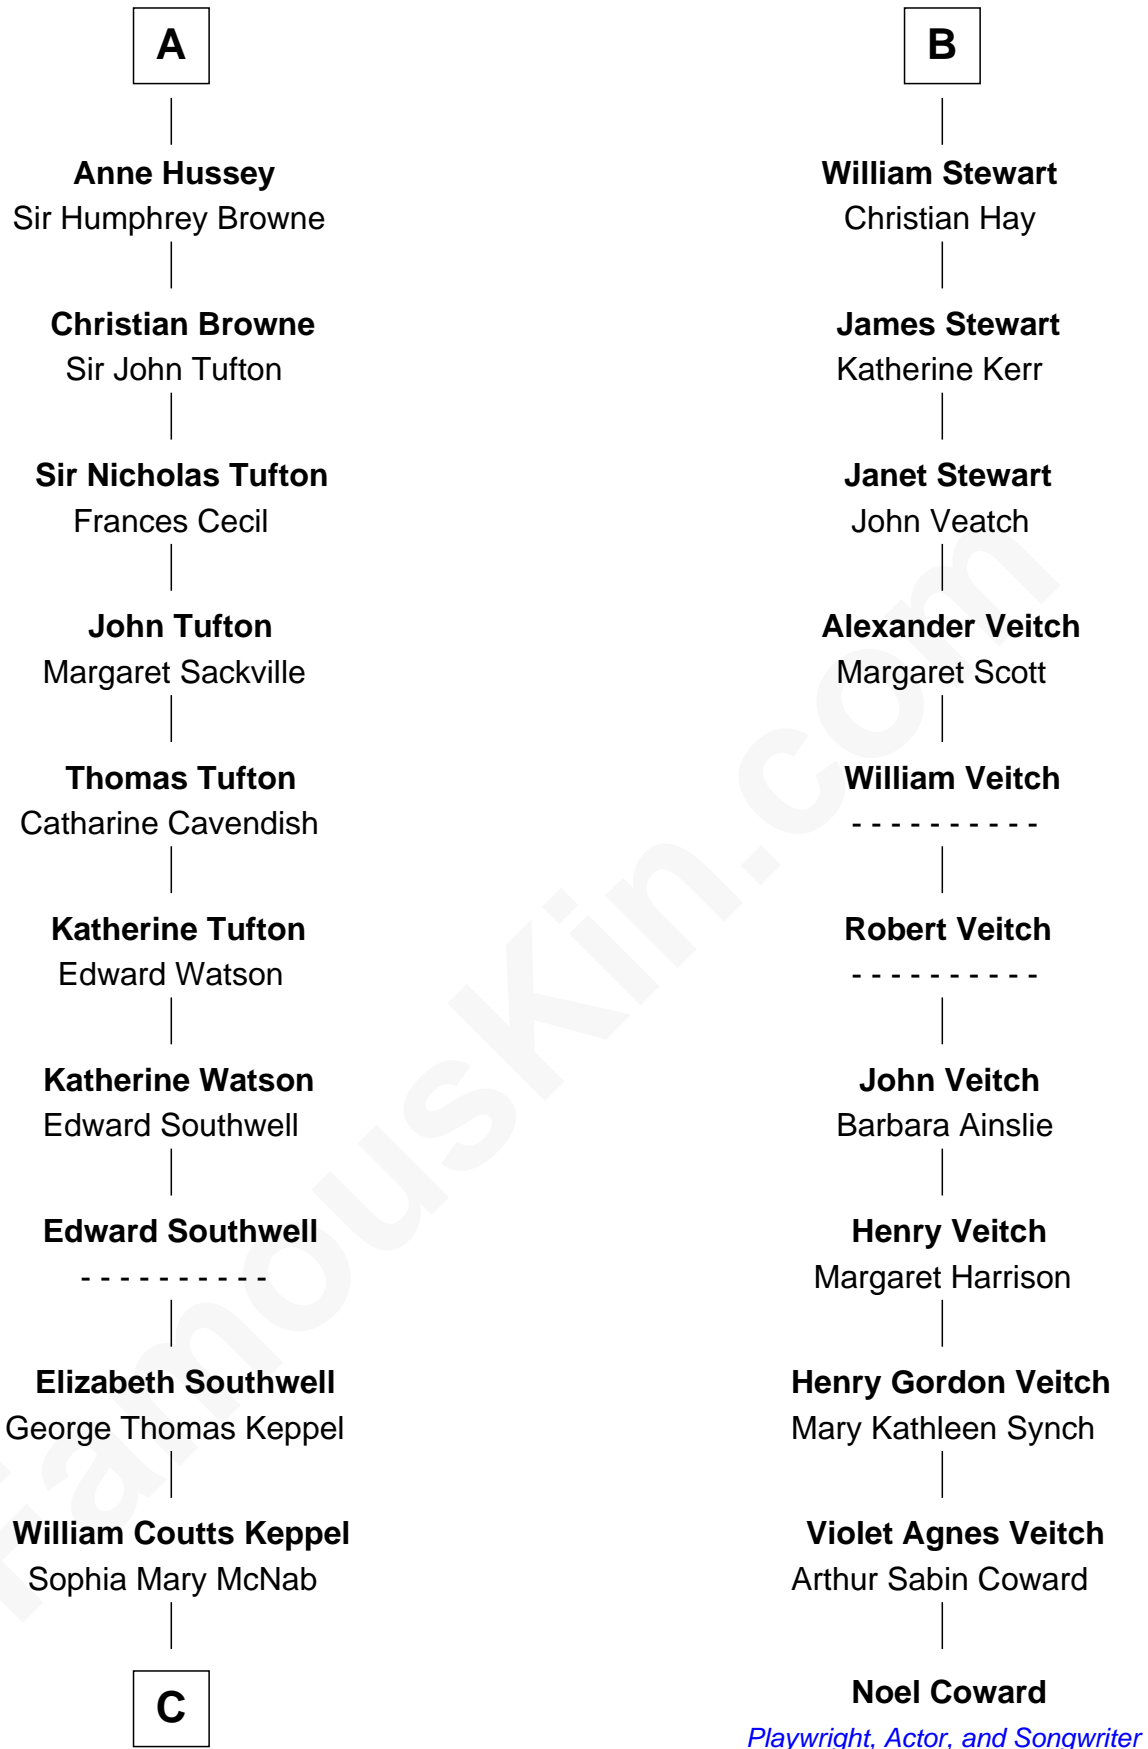 A
Anne Hussey
Sir Humphrey Browne
Christian Browne
Sir John Tufton
Sir Nicholas Tufton
Frances Cecil
John Tufton
Margaret Sackville
Thomas Tufton
Catharine Cavendish
Katherine Tufton
Edward Watson
Katherine Watson
Edward Southwell
Edward Southwell
- - - - - - - - - -
Elizabeth Southwell
George Thomas Keppel
William Coutts Keppel
Sophia Mary McNab
C
B
William Stewart
Christian Hay
James Stewart
Katherine Kerr
Janet Stewart
John Veatch
Alexander Veitch
Margaret Scott
William Veitch
- - - - - - - - - -
Robert Veitch
- - - - - - - - - -
John Veitch
Barbara Ainslie
Henry Veitch
Margaret Harrison
Henry Gordon Veitch
Mary Kathleen Synch
Violet Agnes Veitch
Arthur Sabin Coward
Noel Coward
Playwright, Actor, and Songwriter
FamousKin.com